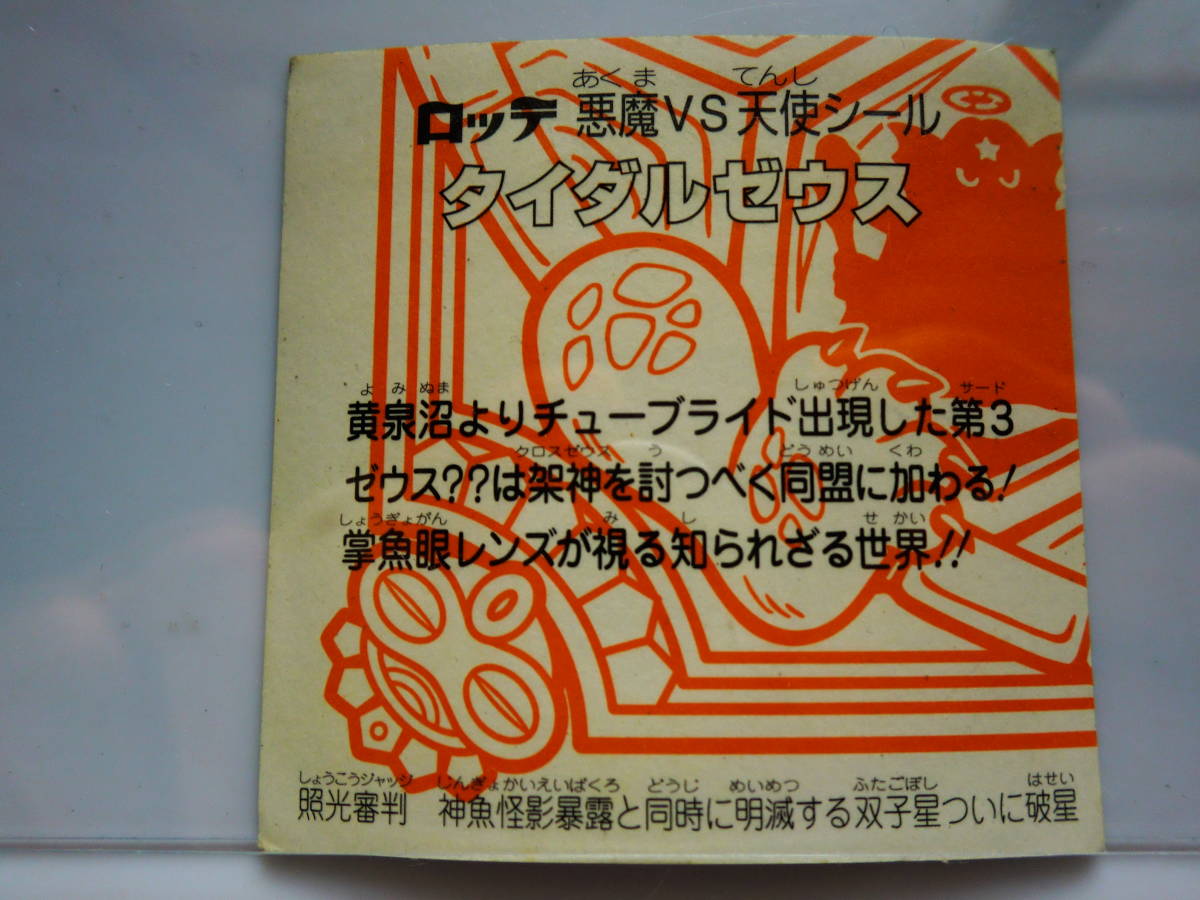 あくま てんし
ロッテ 悪魔VS天使シール
タイダルゼウス
よみぬま しゅつげん サード
黄泉沼よりチューブライド出現した第3
クロスゼウス う どうめい くわ
ゼウス??は架神を討つべく同盟に加わる!
しょうぎょがん み し せかい
掌魚眼レンズが視る知られざる世界!!
しょうこうジャッジ じんぎょかいえいばくろ どうじ めいめつ ふたごぼし はせい
照光審判 神魚怪影暴露と同時に明滅する双子星ついに破星